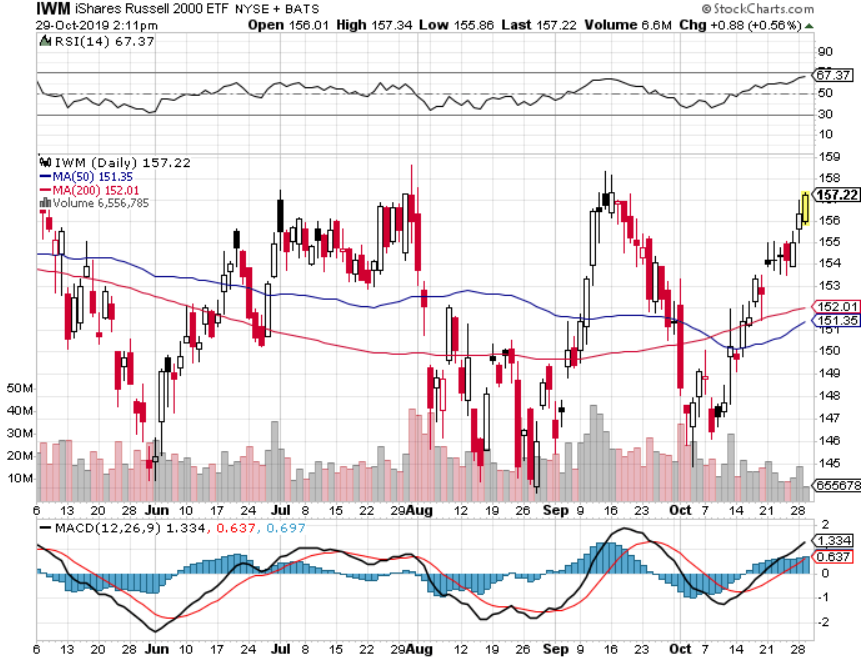 IWM iShares Russell 2000 ETF NYSE + BATS © StockCharts.com
29-Oct-2019 2:11pm Open 156.01 High 157.34 Low 155.86 Last 157.22 Volume 6.6M Chg +0.88 (+0.56%) ▲
RSI(14) 67.37
90
67.37
50
30
10
IWM (Daily) 157.22
MA(50) 151.35
MA(200) 152.01
Volume 6,556,785
159
158
157.22
156
155
154
153
152.01
151.35
150
149
148
147
146
145
50M
40M
30M
20M
10M
6556785
6 13 20 28 Jun 10 17 24 Jul 8 15 22 29 Aug 12 19 26 Sep 9 16 23 Oct 7 14 21 28
MACD(12,26,9) 1.334, 0.637, 0.697
2
1.334
0.637
0
-1
-2
6 13 20 28 Jun 10 17 24 Jul 8 15 22 29 Aug 12 19 26 Sep 9 16 23 Oct 7 14 21 28